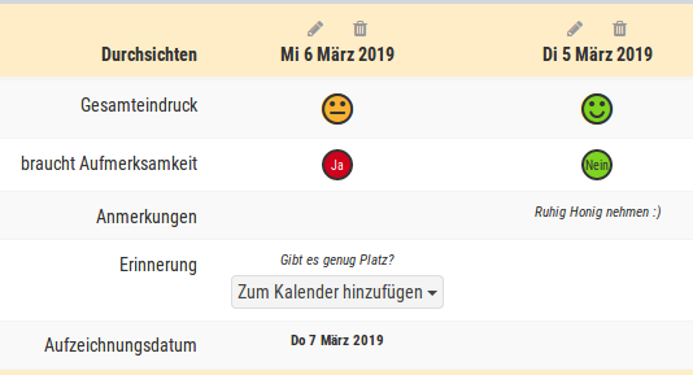 Durchsichten Mi 6 März 2019 Di 5 März 2019
Gesamteindruck
braucht Aufmerksamkeit Ja Nein
Anmerkungen Ruhig Honig nehmen :)
Erinnerung Gibt es genug Platz?
Zum Kalender hinzufügen
Aufzeichnungsdatum Do 7 März 2019